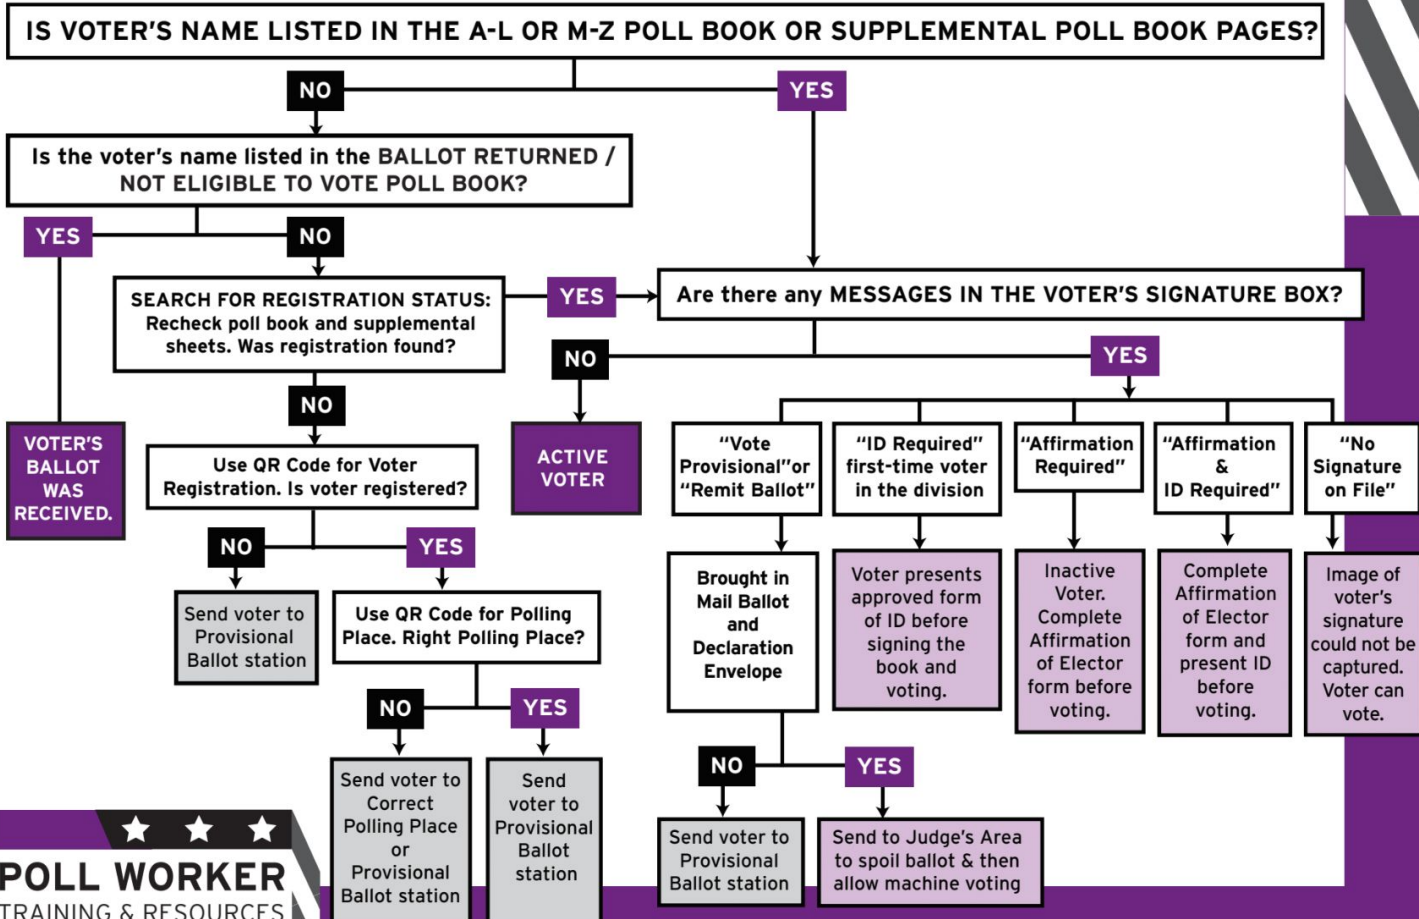 IS VOTER'S NAME LISTED IN THE A-L OR M-Z POLL BOOK OR SUPPLEMENTAL POLL BOOK PAGES?
NO
YES
Is the voter's name listed in the BALLOT RETURNED /
NOT ELIGIBLE TO VOTE POLL BOOK?
YES
NO
SEARCH FOR REGISTRATION STATUS:
Recheck poll book and supplemental
sheets. Was registration found?
YES
Are there any MESSAGES IN THE VOTER'S SIGNATURE BOX?
NO
YES
NO
VOTER'S
BALLOT
WAS
RECEIVED.
Use QR Code for Voter
Registration. Is voter registered?
ACTIVE
VOTER
"Vote
Provisional"or
"Remit Ballot"
"ID Required"
first-time voter
in the division
"Affirmation
Required"
"Affirmation
&
ID Required"
"No
Signature
on File"
NO
YES
Send voter to
Provisional
Ballot station
Use QR Code for Polling
Place. Right Polling Place?
Brought in
Mail Ballot
and
Declaration
Envelope
Voter presents
approved form
of ID before
signing the
book and
voting.
Inactive
Voter.
Complete
Affirmation
of Elector
form before
voting.
Complete
Affirmation
of Elector
form and
present ID
before
voting.
Image of
voter's
signature
could not be
captured.
Voter can
vote.
NO
YES
Send voter to
Correct
Polling Place
or
Provisional
Ballot station
Send
voter to
Provisional
Ballot
station
NO
YES
Send voter to
Provisional
Ballot station
Send to Judge's Area
to spoil ballot & then
allow machine voting
POLL WORKER
TRAINING & RESOURCES